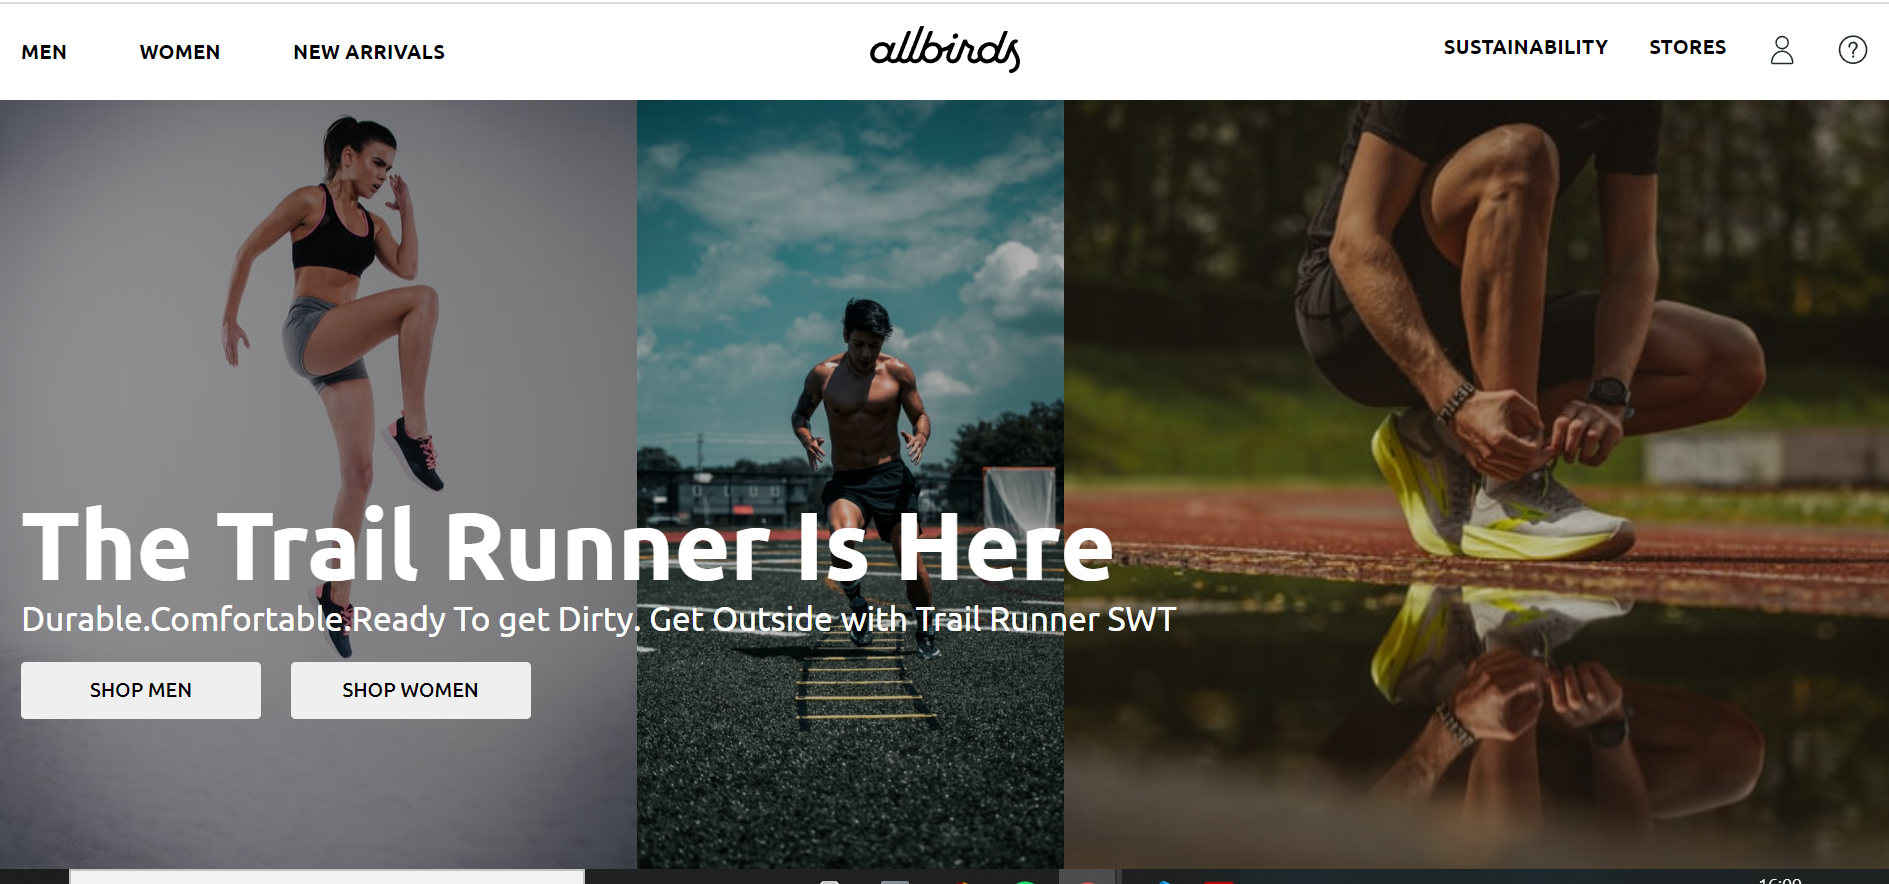 MEN WOMEN NEW ARRIVALS allbirds SUSTAINABILITY STORES ?
The Trail Runner Is Here
Durable.Comfortable.Ready To get Dirty. Get Outside with Trail Runner SWT
SHOP MEN SHOP WOMEN